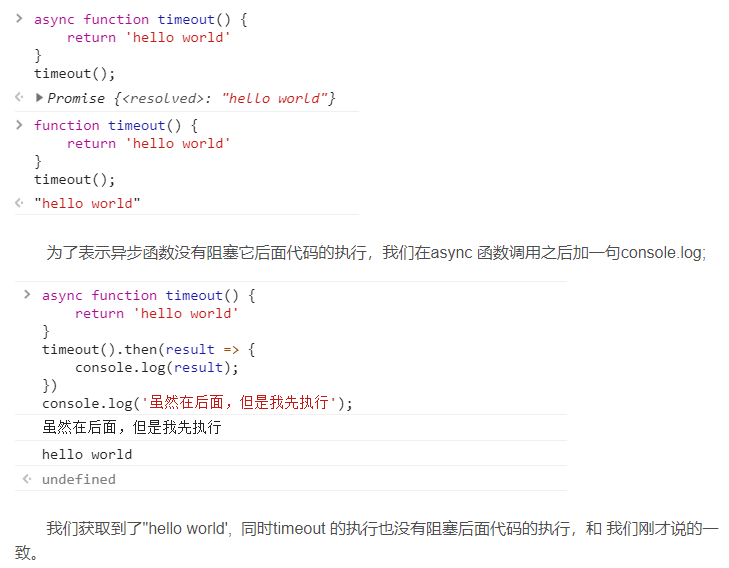 > async function timeout() {
return 'hello world'
}
timeout();
<· ▶Promise {<resolved>: "hello world"}
> function timeout() {
return 'hello world'
}
timeout();
<· "hello world"
为了表示异步函数没有阻塞它后面代码的执行，我们在async 函数调用之后加一句console.log;
> async function timeout() {
return 'hello world'
}
timeout().then(result => {
console.log(result);
})
console.log('虽然在后面，但是我先执行');
虽然在后面，但是我先执行
hello world
<· undefined
我们获取到了"hello world',  同时timeout 的执行也没有阻塞后面代码的执行，和 我们刚才说的一
致。